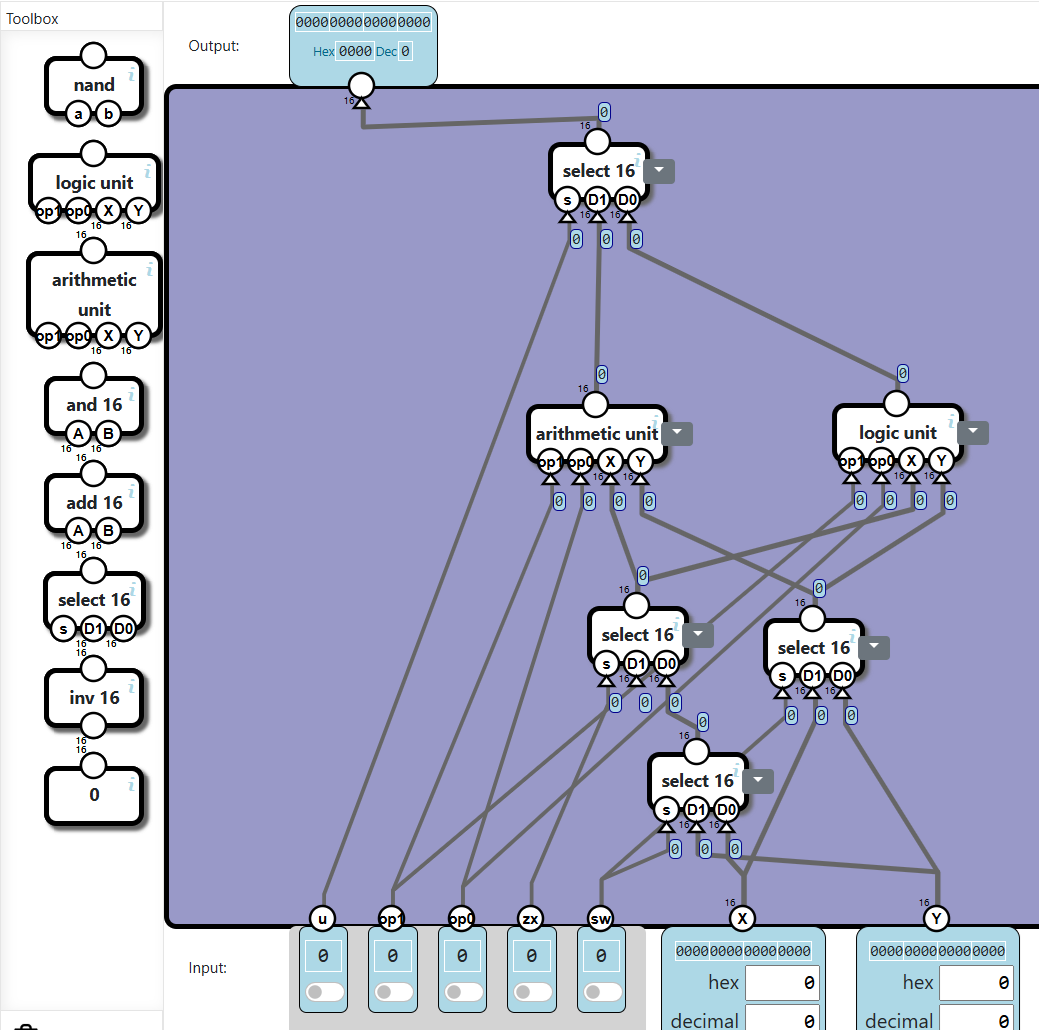 Toolbox
nand
i
a b
logic unit
i
op1 op0 X Y
16 16
16
arithmetic
unit
i
op1 op0 X Y
16 16
and 16
i
A B
16 16
16
add 16
i
A B
16 16
16
select 16
i
s D1 D0
16 16
16
inv 16
i
16
16
0
i
Output:
0000000000000000
Hex 0000 Dec 0
16
0
16
select 16
i
s D1 D0
16 16
0 0 0
0 0
16
arithmetic unit
i
logic unit
i
op1 op0 X Y
op1 op0 X Y
16 16
16 16
0 0 0 0
0 0 0 0
0 0
16 16
select 16
i
select 16
i
s D1 D0
s D1 D0
16 16
16 16
0 0 0
0 0 0
0
16
select 16
i
s D1 D0
16 16
0 0 0
16 16
u op1 op0 zx sw X Y
Input:
0 0 0 0 0
0000000000000000
hex 0
decimal 0
0000000000000000
hex 0
decimal 0